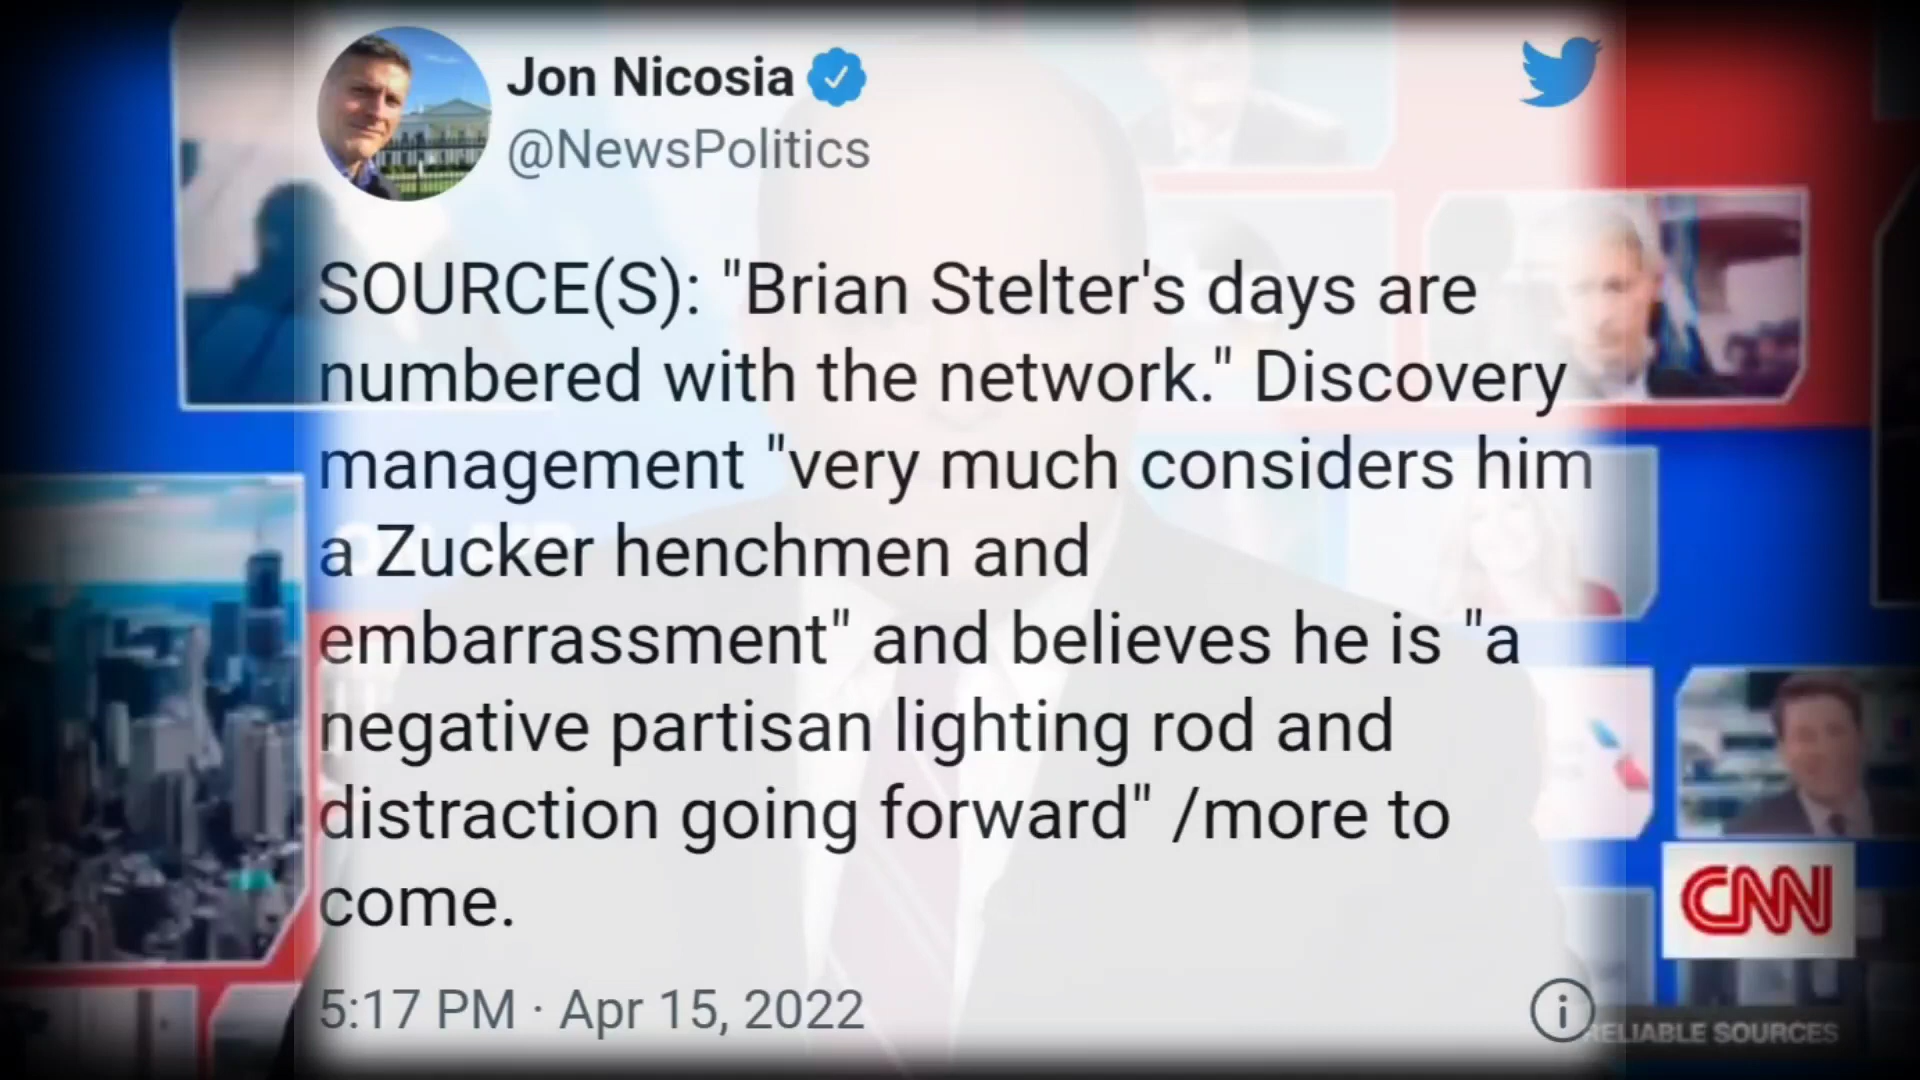 Jon Nicosia
@NewsPolitics
SOURCE(S): "Brian Stelter's days are
numbered with the network." Discovery
management "very much considers him
a Zucker henchmen and
embarrassment" and believes he is "a
negative partisan lighting rod and
distraction going forward" /more to
come.
5:17 PM · Apr 15, 2022
CNN
RELIABLE SOURCES